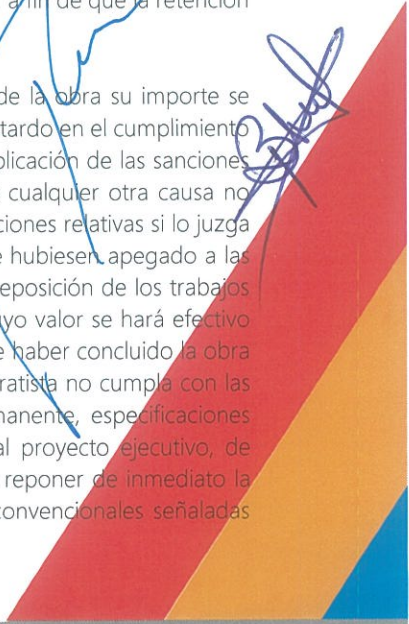 a fin de que la retención
de la obra su importe se
tardo en el cumplimiento
plicación de las sanciones
cualquier otra causa no
ciones relativas si lo juzga
e hubiesen apegado a las
eposición de los trabajos
uyo valor se hará efectivo
e haber concluido la obra
ratista no cumpla con las
manente, especificaciones
al proyecto ejecutivo, de
reponer de inmediato la
convencionales señaladas